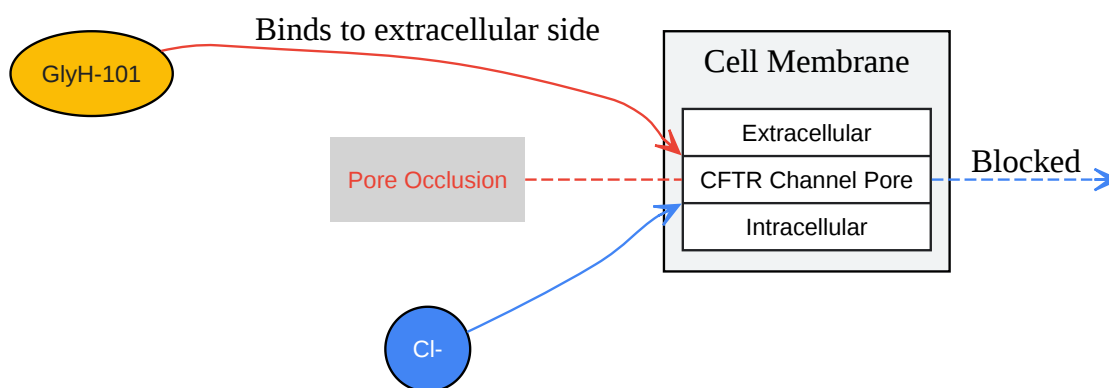 Binds to extracellular side
GlyH-101
Cell Membrane
Extracellular
Pore Occlusion
CFTR Channel Pore
Blocked
Intracellular
Cl-